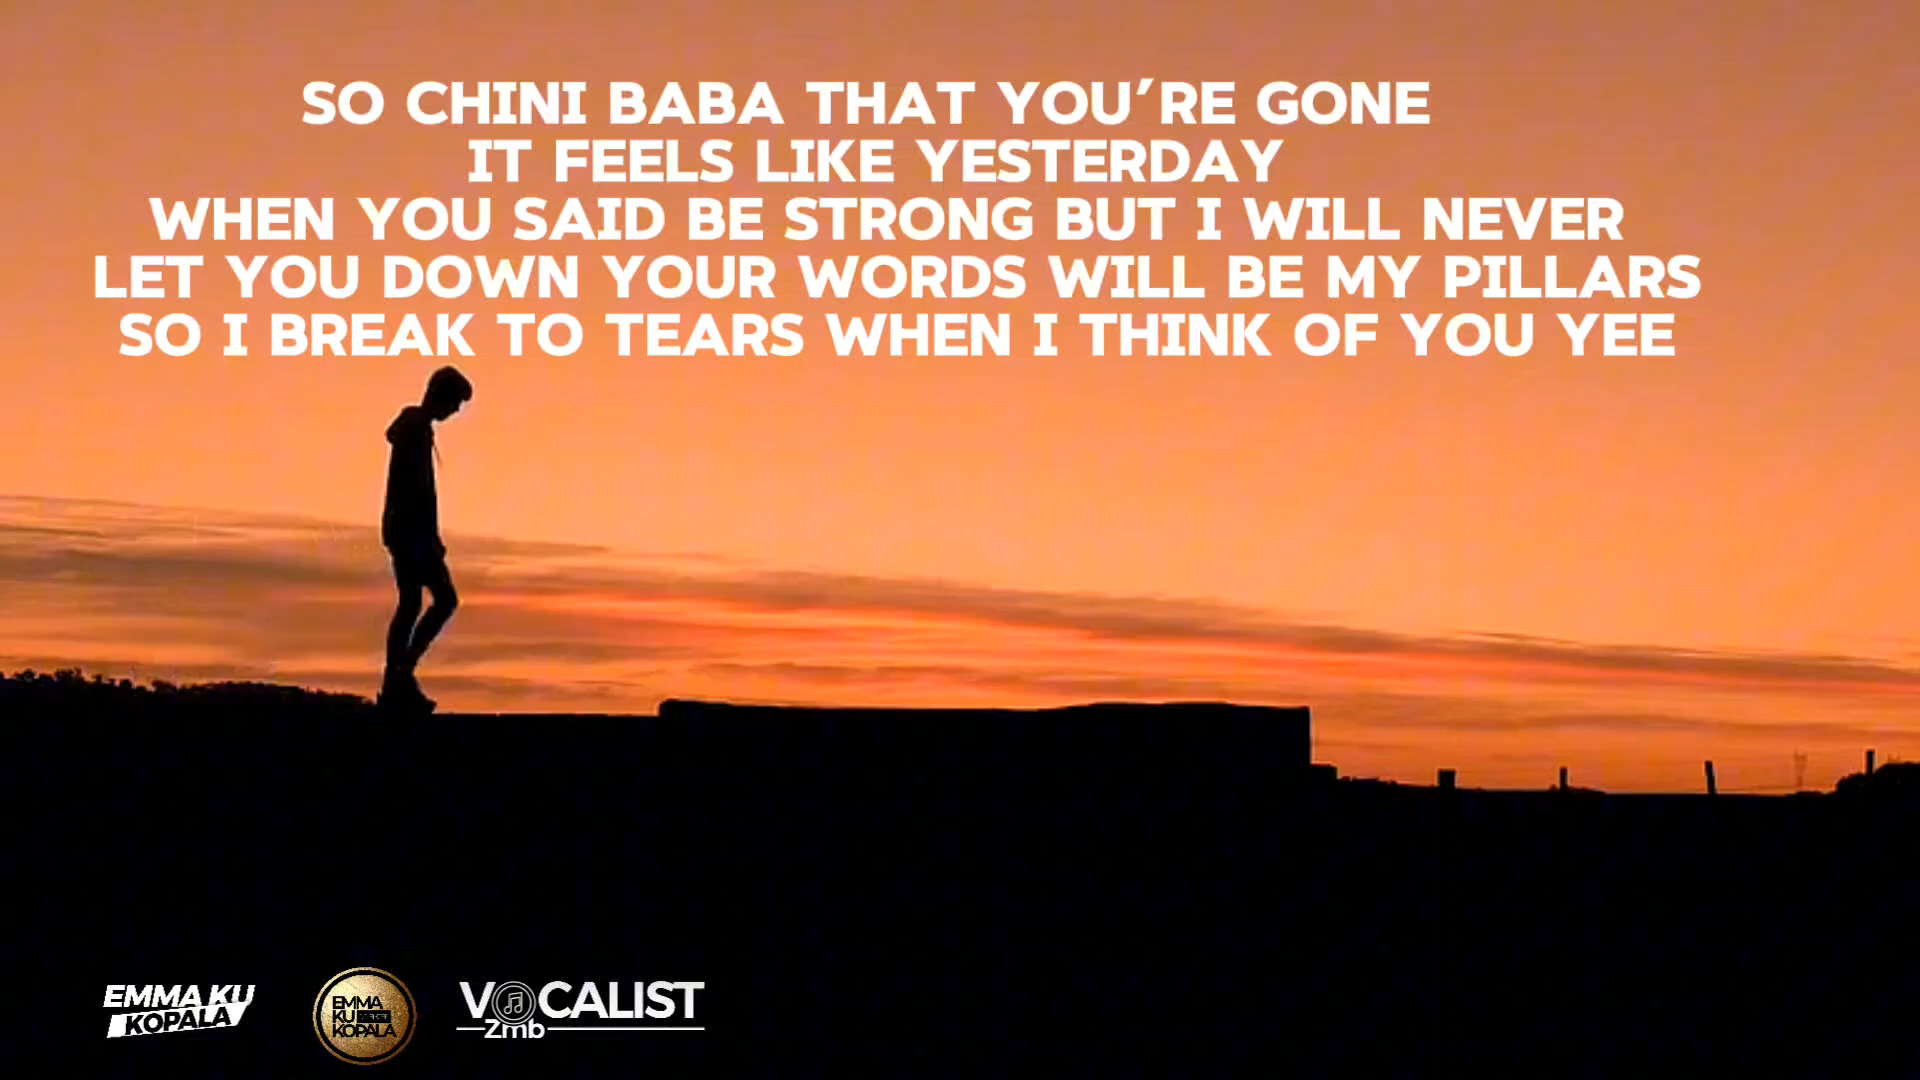 SO CHINI BABA THAT YOU'RE GONE
IT FEELS LIKE YESTERDAY
WHEN YOU SAID BE STRONG BUT I WILL NEVER
LET YOU DOWN YOUR WORDS WILL BE MY PILLARS
SO I BREAK TO TEARS WHEN I THINK OF YOU YEE
EMMA KU
KOPALA
EMMA
KU
KOPALA
VOCALIST
Zmb